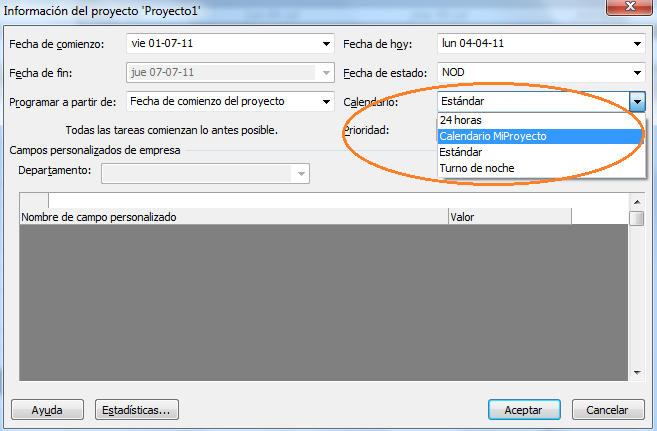 Información del proyecto 'Proyecto1'
Fecha de comienzo: vie 01-07-11 Fecha de hoy: lun 04-04-11
Fecha de fin: jue 07-07-11 Fecha de estado: NOD
Programar a partir de: Fecha de comienzo del proyecto Calendario: Estándar
24 horas
Todas las tareas comienzan lo antes posible. Prioridad:
Calendario MiProyecto
Campos personalizados de empresa
Estándar
Departamento:
Turno de noche
Nombre de campo personalizado Valor
Ayuda Estadísticas... Aceptar Cancelar